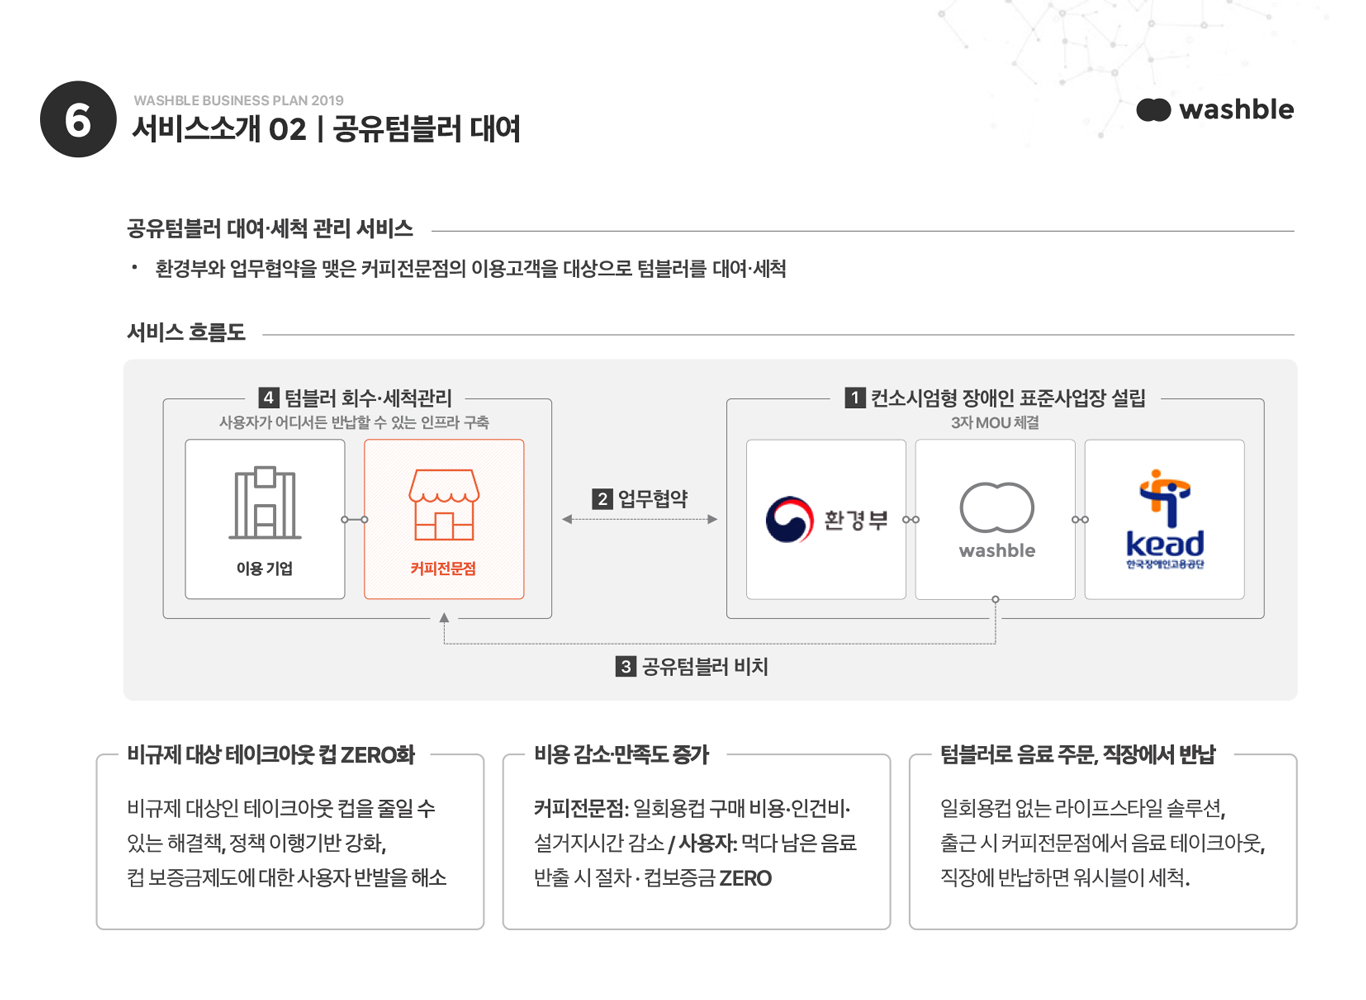 6
WASHBLE BUSINESS PLAN 2019
서비스소개 02 | 공유텀블러 대여
washble
공유텀블러 대여·세척 관리 서비스
• 환경부와 업무협약을 맺은 커피전문점의 이용고객을 대상으로 텀블러를 대여·세척
서비스 흐름도
4 텀블러 회수·세척관리
사용자가 어디서든 반납할 수 있는 인프라 구축
이용 기업
커피전문점
2 업무협약
1 컨소시엄형 장애인 표준사업장 설립
3자 MOU 체결
환경부
washble
kead
한국장애인고용공단
3 공유텀블러 비치
비규제 대상 테이크아웃 컵 ZERO화
비규제 대상인 테이크아웃 컵을 줄일 수
있는 해결책, 정책 이행기반 강화,
컵 보증금제도에 대한 사용자 반발을 해소
비용 감소·만족도 증가
커피전문점: 일회용컵 구매 비용·인건비·
설거지시간 감소 / 사용자: 먹다 남은 음료
반출 시 절차 · 컵보증금 ZERO
텀블러로 음료 주문, 직장에서 반납
일회용컵 없는 라이프스타일 솔루션,
출근 시 커피전문점에서 음료 테이크아웃,
직장에 반납하면 워시블이 세척.